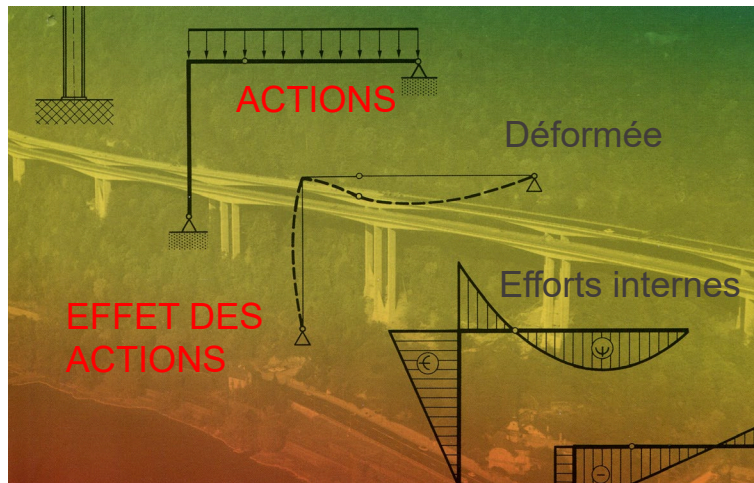 ACTIONS
Déformée
Efforts internes
EFFET DES
ACTIONS